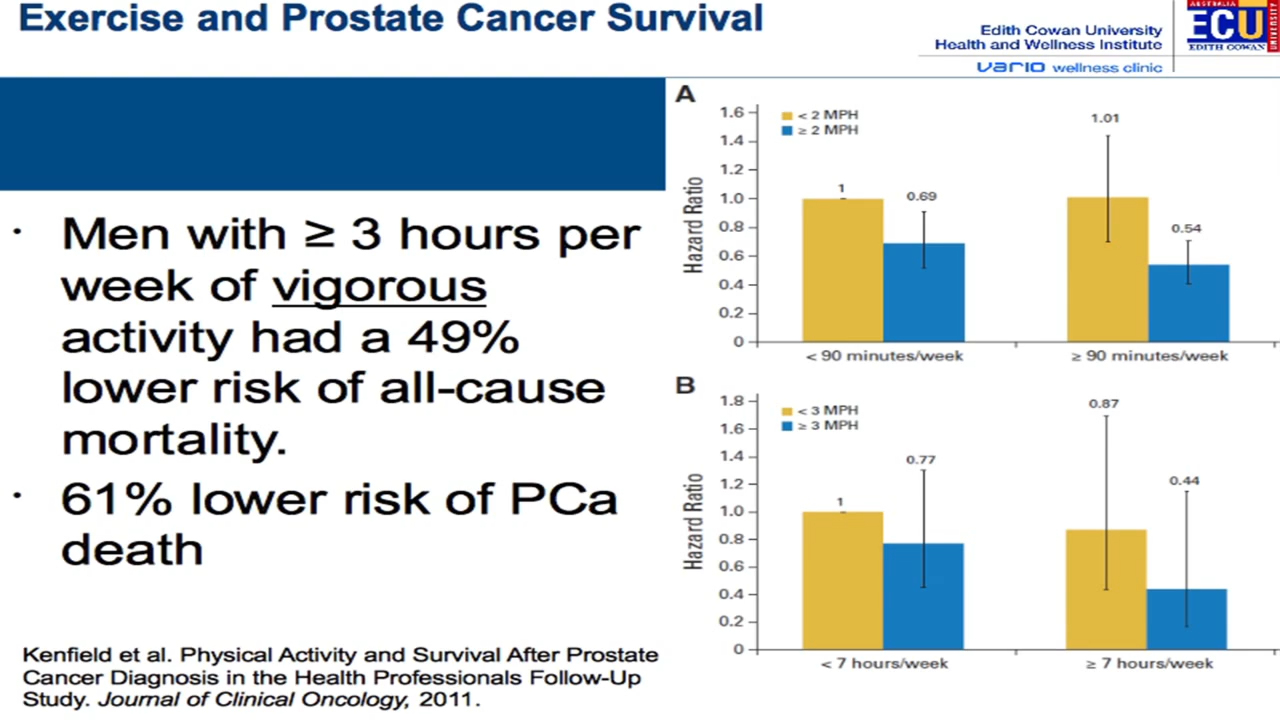 Exercise and Prostate Cancer Survival
Edith Cowan University
Health and Wellness Institute
vario wellness clinic
AUSTRALIA
ECU
EDITH COWAN
UNIVERSITY
· Men with ≥ 3 hours per
week of vigorous
activity had a 49%
lower risk of all-cause
mortality.
· 61% lower risk of PCa
death
Kenfield et al. Physical Activity and Survival After Prostate
Cancer Diagnosis in the Health Professionals Follow-Up
Study. Journal of Clinical Oncology, 2011.
A
Hazard Ratio
1.6
1.4
1.2
1.0
0.8
0.6
0.4
0.2
0
< 2 MPH
≥ 2 MPH
1
0.69
1.01
0.54
< 90 minutes/week
≥ 90 minutes/week
B
Hazard Ratio
1.8
1.6
1.4
1.2
1.0
0.8
0.6
0.4
0.2
0
< 3 MPH
≥ 3 MPH
1
0.77
0.87
0.44
< 7 hours/week
≥ 7 hours/week